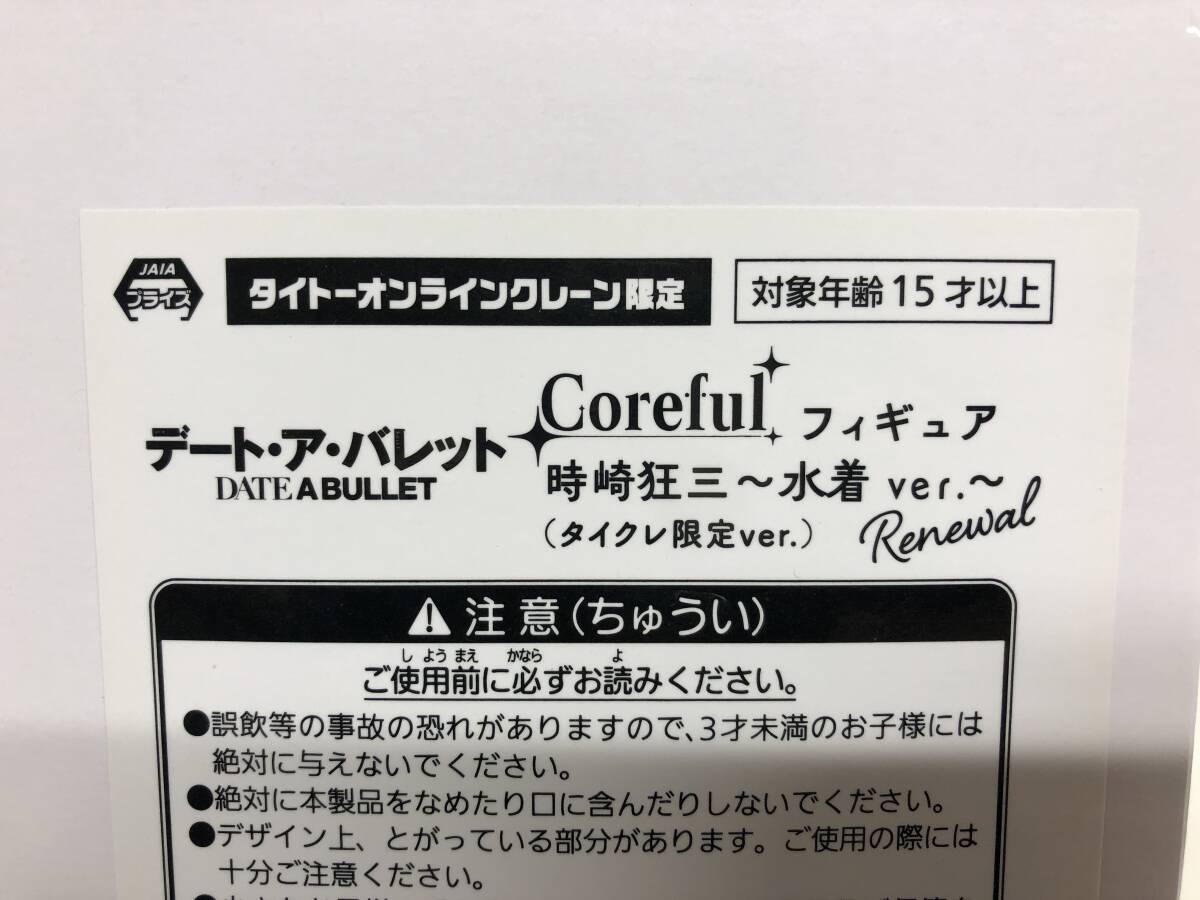 JAIA
プライズ
タイトーオンラインクレーン限定
対象年齢15才以上
デート・ア・バレット
DATE A BULLET
Coreful フィギュア
時崎狂三〜水着 ver.〜
(タイクレ限定ver.) Renewal
⚠注意(ちゅうい)
しよう まえ かなら よ
ご使用前に必ずお読みください。
●誤飲等の事故の恐れがありますので、3才未満のお子様には
絶対に与えないでください。
●絶対に本製品をなめたり口に含んだりしないでください。
●デザイン上、とがっている部分があります。ご使用の際には
十分ご注意ください。